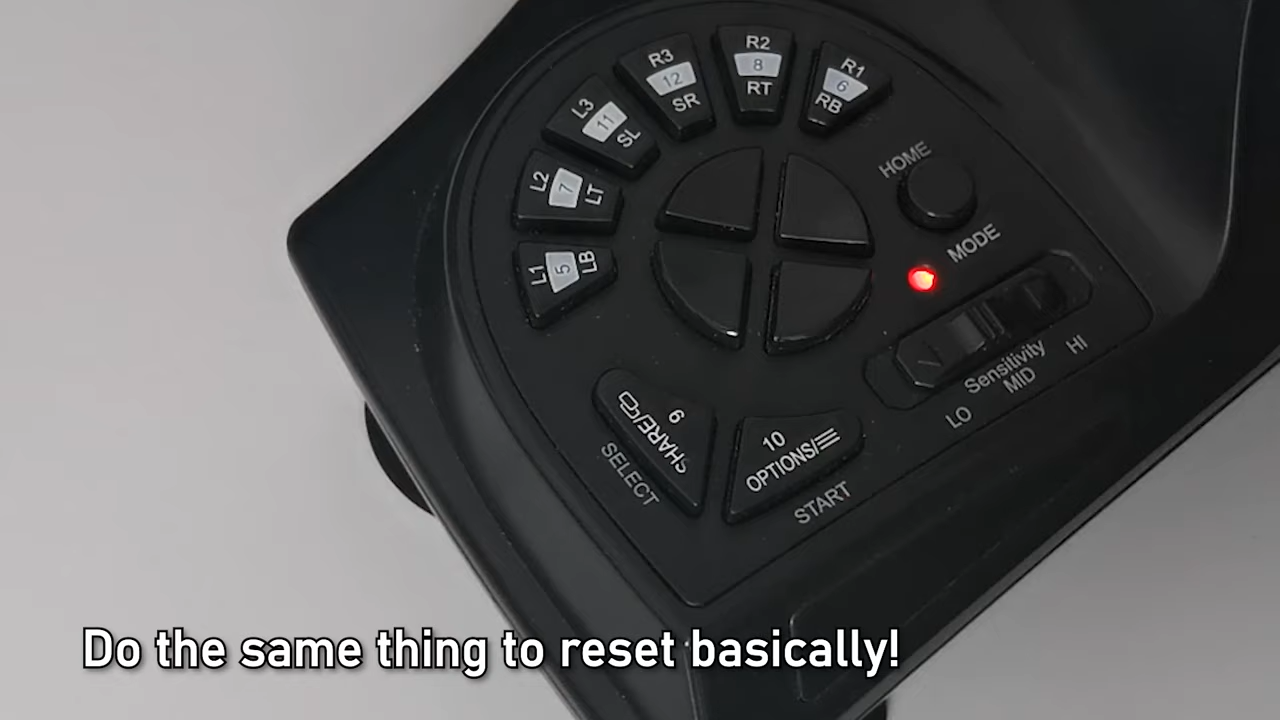 R2
8
RT
R3
12
SR
R1
6
RB
L3
11
SL
L2
7
LT
L1
5
LB
HOME
MODE
Sensitivity
LO MID HI
9
SHARE/
SELECT
10
OPTIONS/
START
Do the same thing to reset basically!